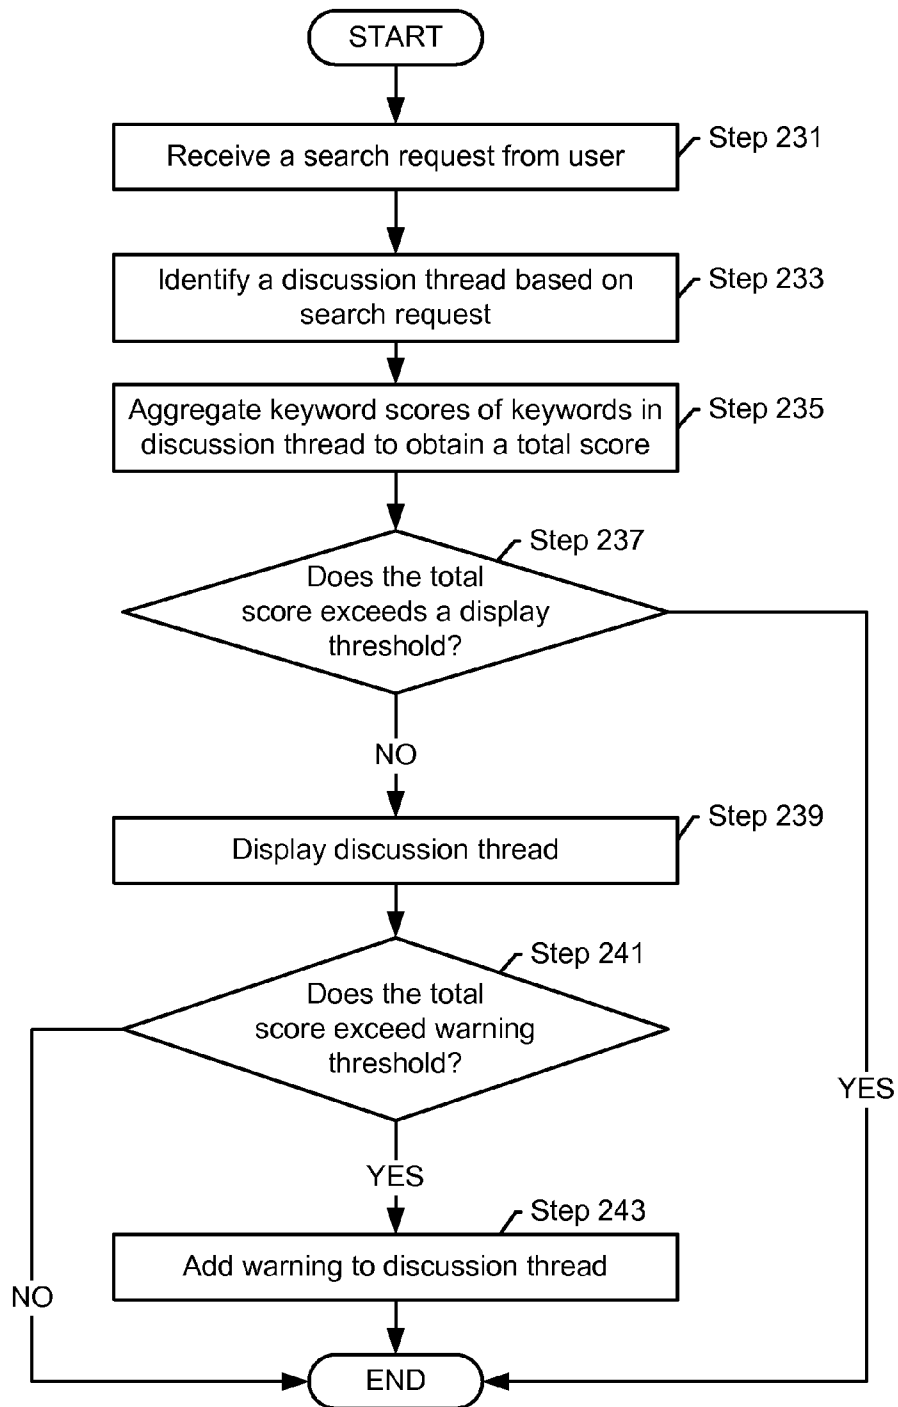 START
Receive a search request from user
Step 231
Identify a discussion thread based on
search request
Step 233
Aggregate keyword scores of keywords in
discussion thread to obtain a total score
Step 235
Step 237
Does the total
score exceeds a display
threshold?
NO
Display discussion thread
Step 239
Step 241
Does the total
score exceed warning
threshold?
YES
YES
Step 243
Add warning to discussion thread
NO
END